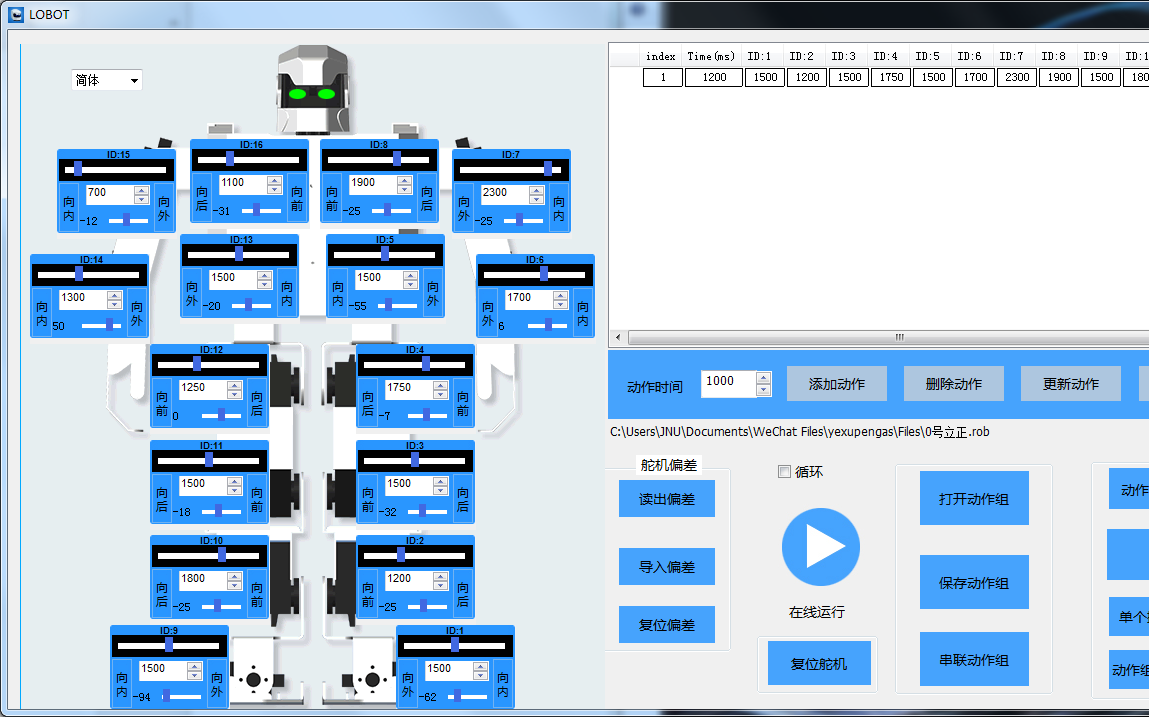 LOBOT
简体
ID:15
700
向内
向外
-12
ID:16
1100
向后
向前
-31
ID:8
1900
向前
向后
-25
ID:7
2300
向外
向内
-25
ID:14
1300
向内
向外
50
ID:13
1500
向外
向内
-20
ID:5
1500
向内
向外
-55
ID:6
1700
向外
向内
6
ID:12
1250
向前
向后
0
ID:4
1750
向后
向前
-7
ID:11
1500
向后
向前
-18
ID:3
1500
向前
向后
-32
ID:10
1800
向后
向前
-25
ID:2
1200
向前
向后
-25
ID:9
1500
向内
向外
-94
ID:1
1500
向外
向内
-62
index Time(ms) ID:1 ID:2 ID:3 ID:4 ID:5 ID:6 ID:7 ID:8 ID:9 ID:1
1 1200 1500 1200 1500 1750 1500 1700 2300 1900 1500 180
动作时间 1000 添加动作 删除动作 更新动作
C:\Users\JNU\Documents\WeChat Files\yexupengas\Files\0号立正.rob
舵机偏差
读出偏差
导入偏差
复位偏差
循环
在线运行
复位舵机
打开动作组
保存动作组
串联动作组
动作
单个
动作组